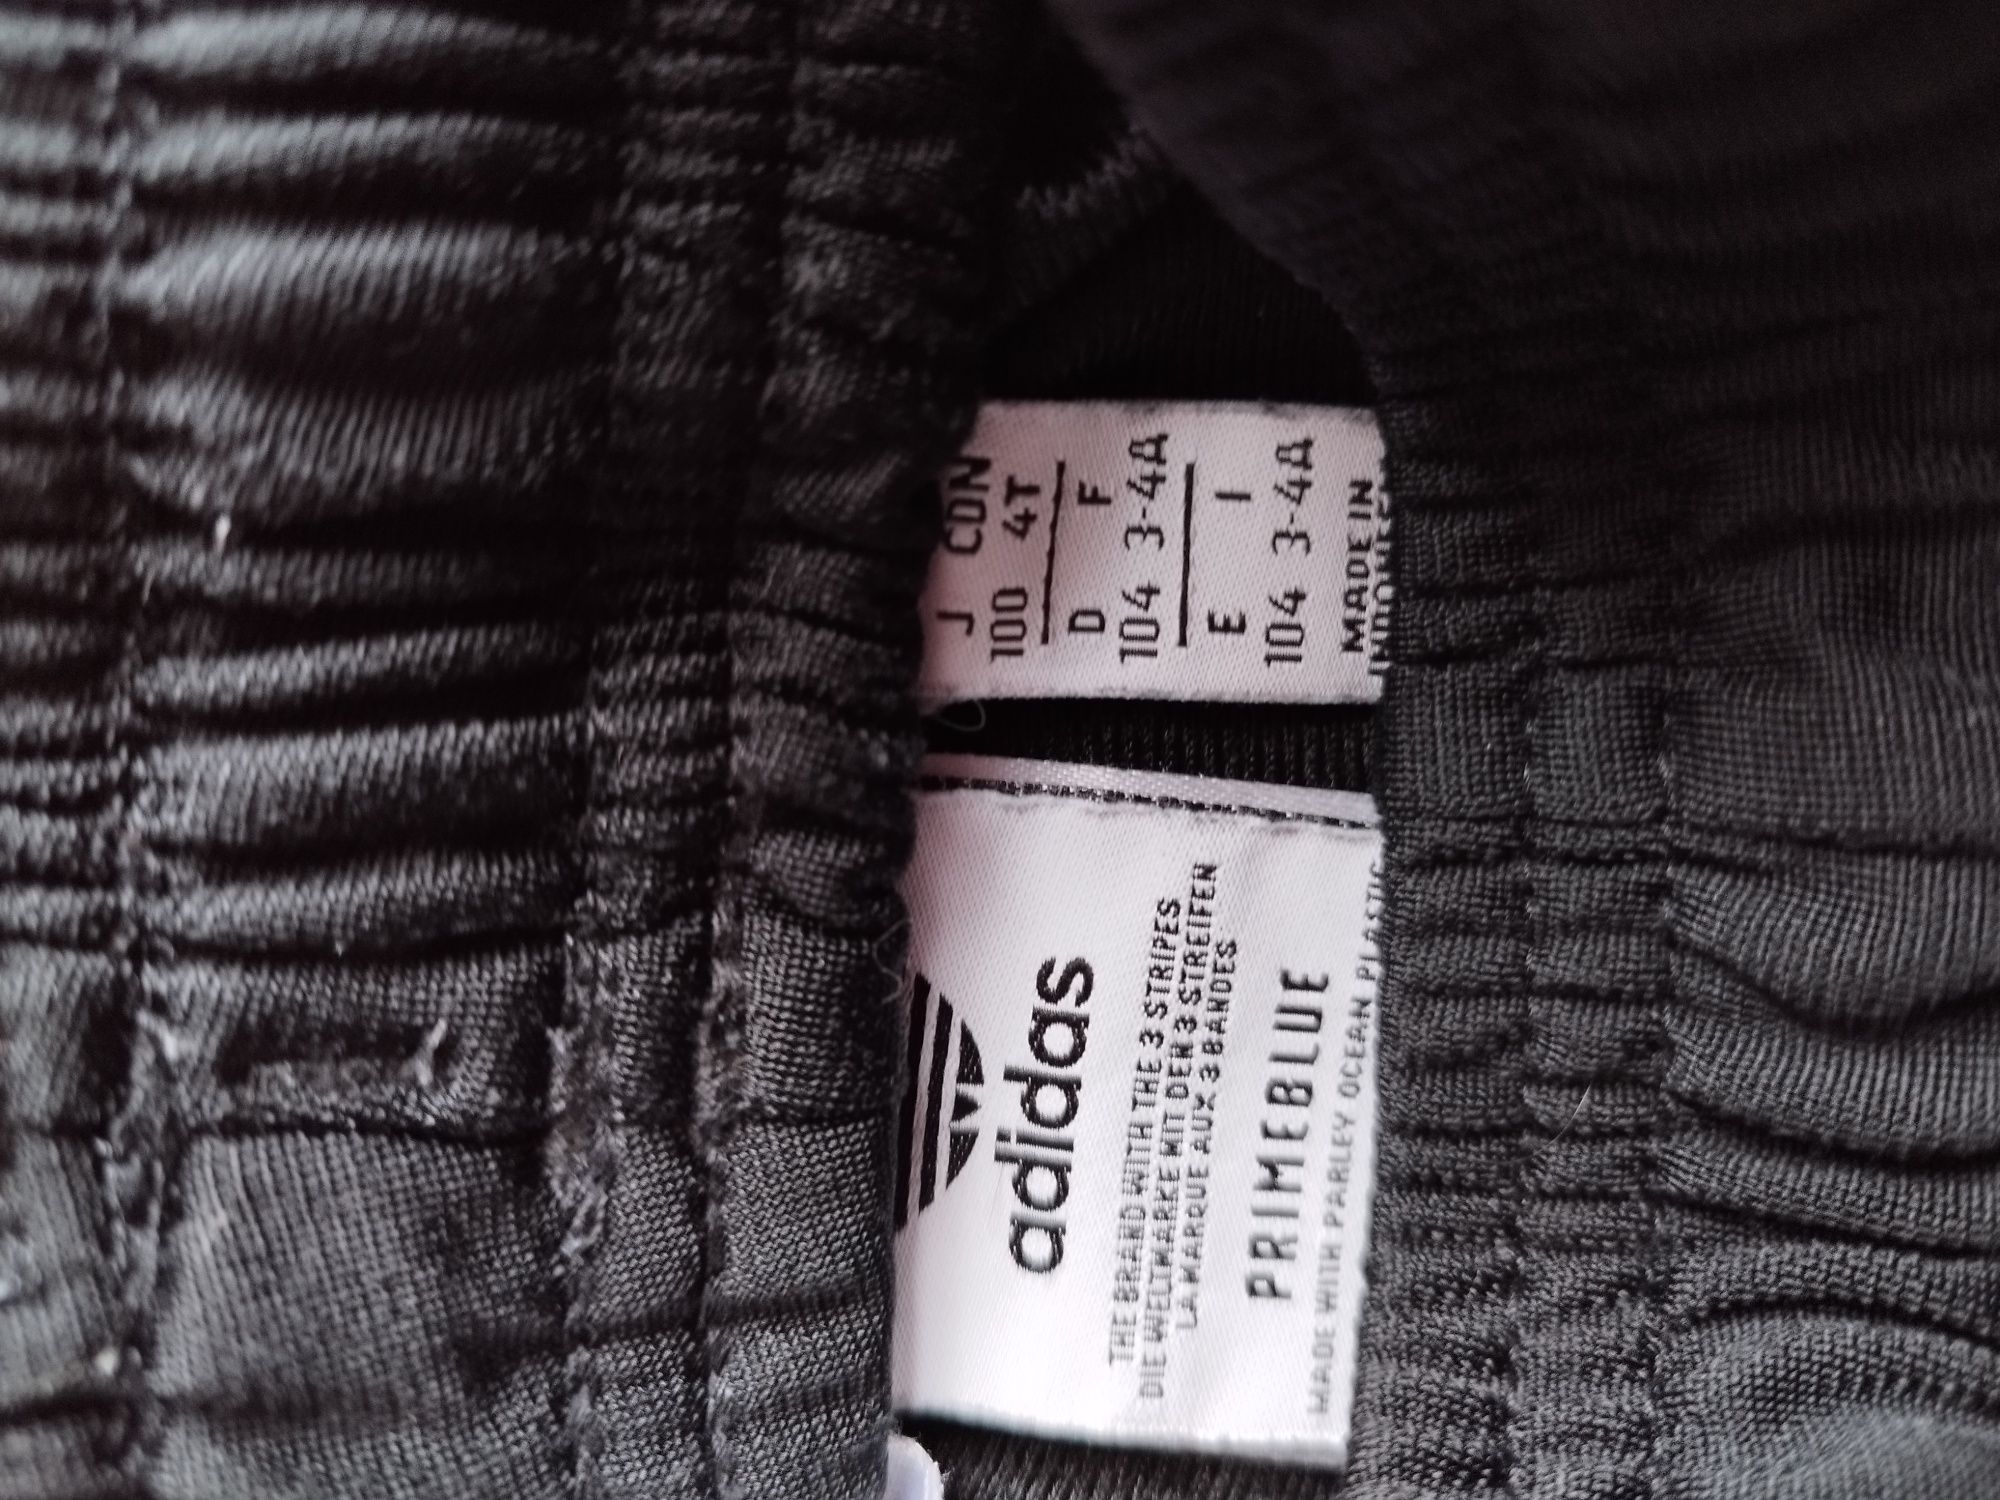 J CDN
100 4T
D F
104 3-4A
E I
104 3-4A
MADE IN
adidas
THE BRAND WITH THE 3 STRIPES
DIE WELTMARKE MIT DEN 3 STREIFEN
LA MARQUE AUX 3 BANDES
PRIMEBLUE
MADE WITH PARLEY OCEAN PLASTIC